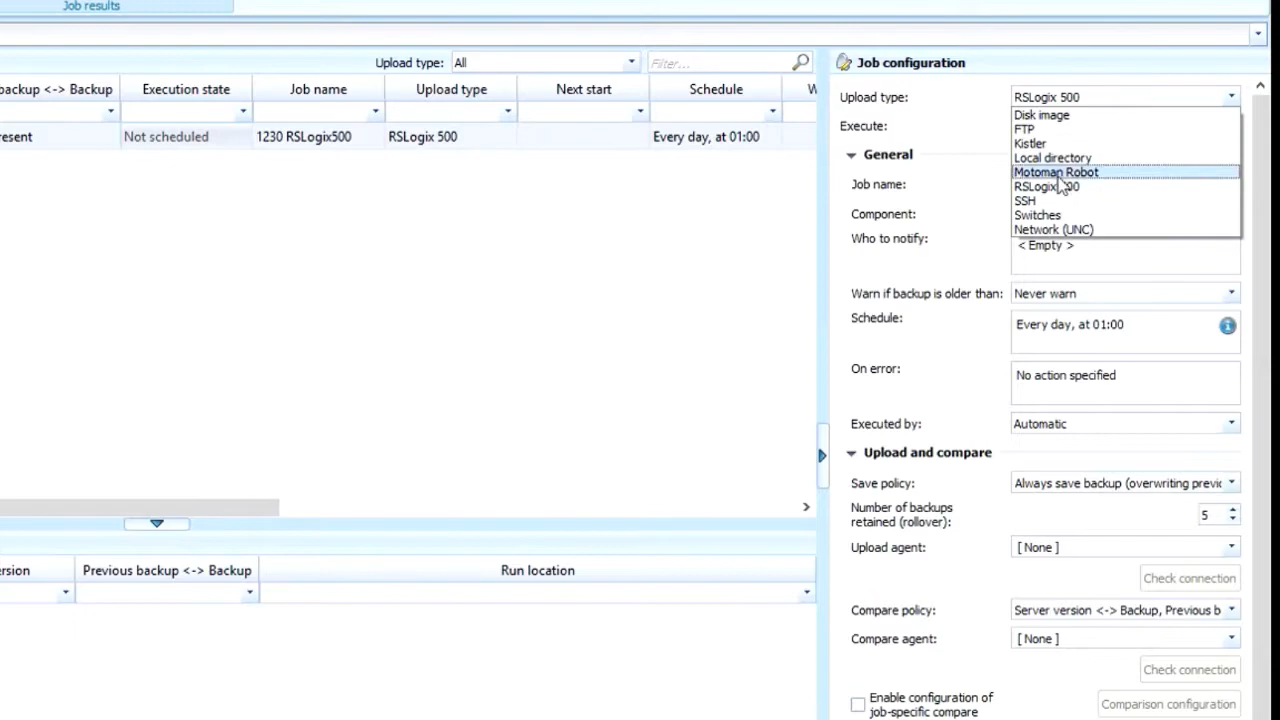 Job results
Upload type: All Filter...
backup <-> Backup Execution state Job name Upload type Next start Schedule W
resent Not scheduled 1230 RSLogix500 RSLogix 500 Every day, at 01:00
ersion Previous backup <-> Backup Run location
Job configuration
Upload type: RSLogix 500
Disk image
FTP
Execute:
Kistler
Local directory
General
Motoman Robot
Job name:
SSH
Component:
Switches
Network (UNC)
Who to notify: < Empty >
Warn if backup is older than: Never warn
Schedule: Every day, at 01:00
On error: No action specified
Executed by: Automatic
Upload and compare
Save policy: Always save backup (overwriting previc
Number of backups
retained (rollover): 5
Upload agent: [ None ]
Check connection
Compare policy: Server version <-> Backup, Previous b
Compare agent: [ None ]
Check connection
Enable configuration of
job-specific compare
Comparison configuration